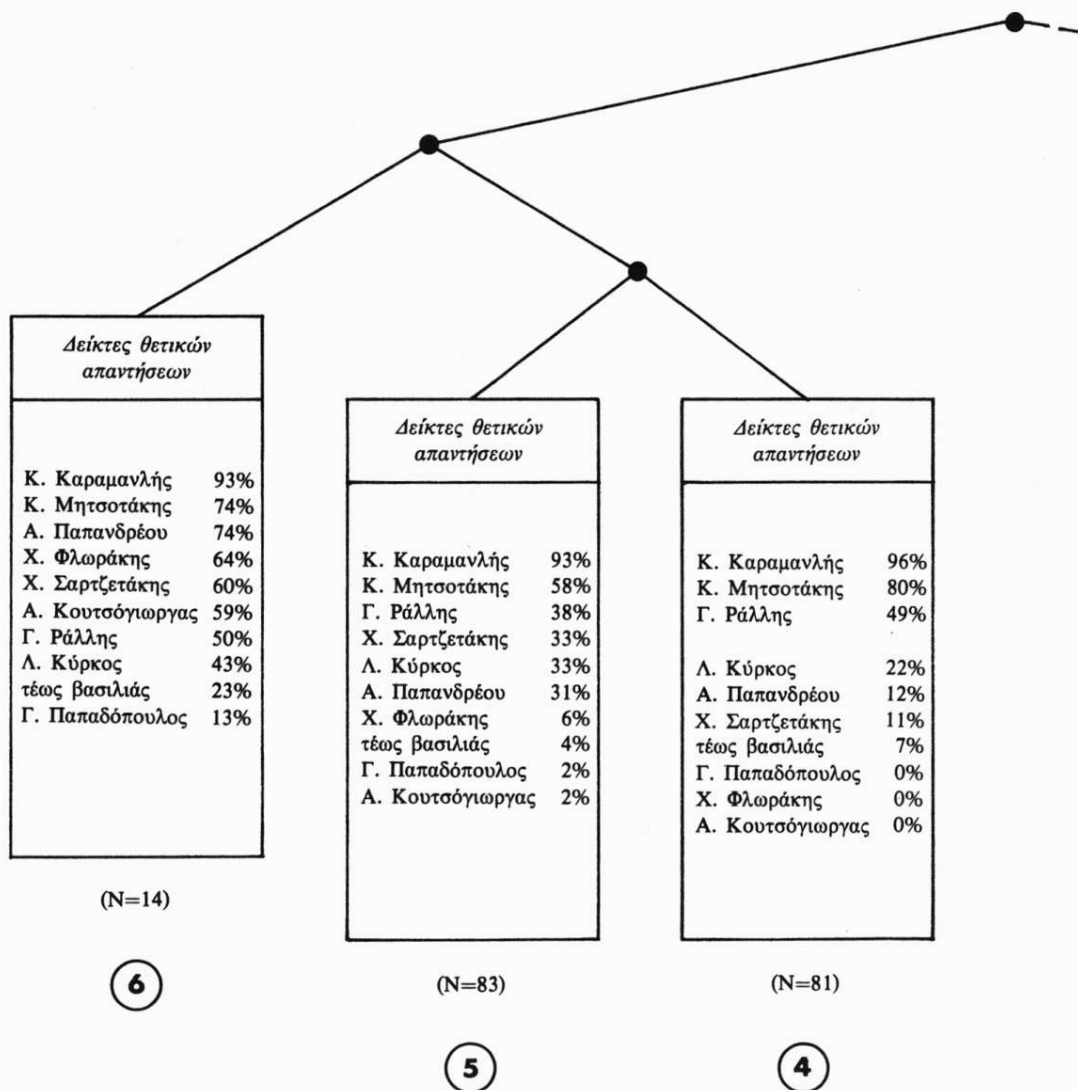 Δείκτες θετικών
απαντήσεων
Κ. Καραμανλής 93%
Κ. Μητσοτάκης 74%
Α. Παπανδρέου 74%
Χ. Φλωράκης 64%
Χ. Σαρτζετάκης 60%
Α. Κουτσόγιωργας 59%
Γ. Ράλλης 50%
Λ. Κύρκος 43%
τέως βασιλιάς 23%
Γ. Παπαδόπουλος 13%
(N=14)
6
Δείκτες θετικών
απαντήσεων
Κ. Καραμανλής 93%
Κ. Μητσοτάκης 58%
Γ. Ράλλης 38%
Χ. Σαρτζετάκης 33%
Λ. Κύρκος 33%
Α. Παπανδρέου 31%
Χ. Φλωράκης 6%
τέως βασιλιάς 4%
Γ. Παπαδόπουλος 2%
Α. Κουτσόγιωργας 2%
(N=83)
5
Δείκτες θετικών
απαντήσεων
Κ. Καραμανλής 96%
Κ. Μητσοτάκης 80%
Γ. Ράλλης 49%
Λ. Κύρκος 22%
Α. Παπανδρέου 12%
Χ. Σαρτζετάκης 11%
τέως βασιλιάς 7%
Γ. Παπαδόπουλος 0%
Χ. Φλωράκης 0%
Α. Κουτσόγιωργας 0%
(N=81)
4